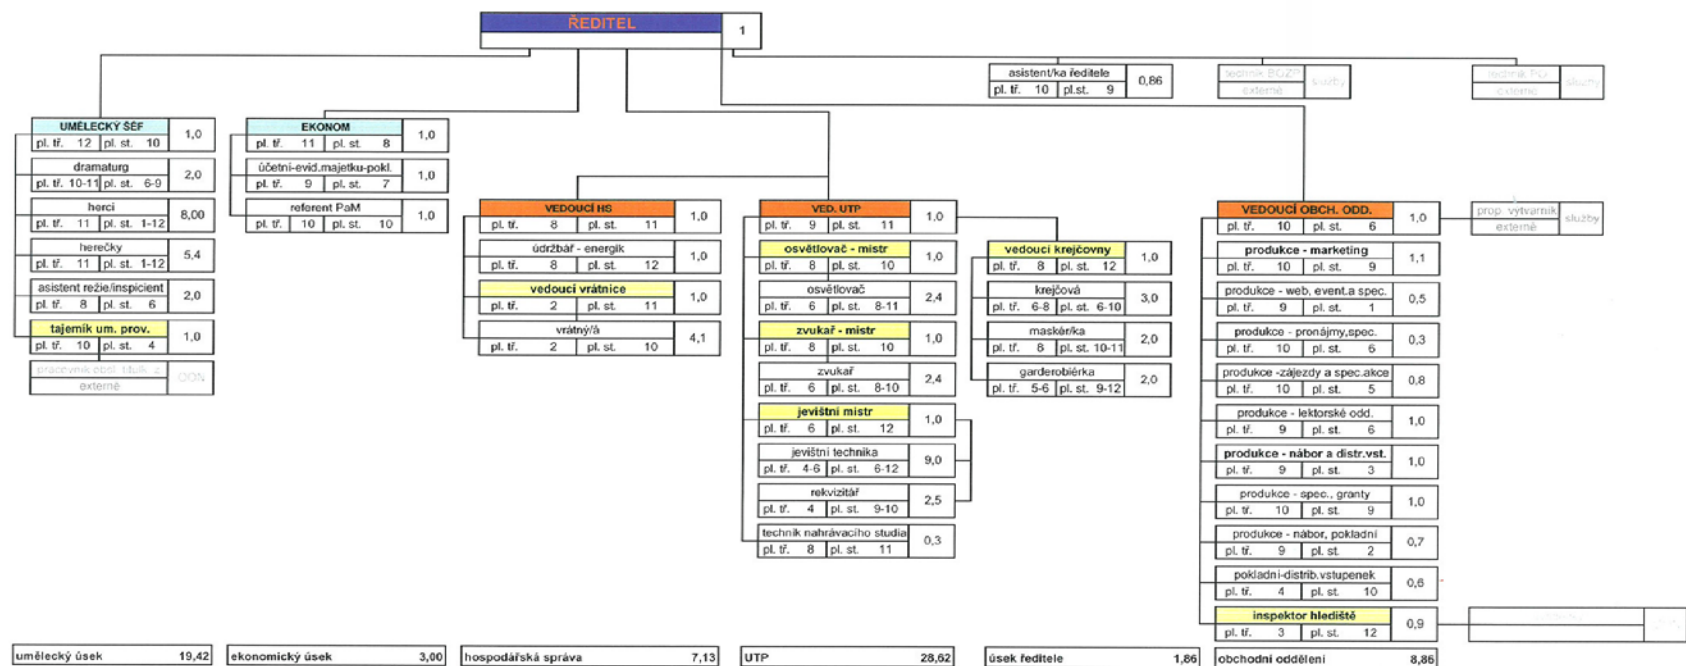 ŘEDITEL 1
asistent/ka ředitele 0,86
pl. tř. 10 pl.st. 9
technik BOZP služby
externě
technik PO služby
externě
UMĚLECKÝ ŠÉF 1,0
pl. tř. 12 pl. st. 10
dramaturg 2,0
pl. tř. 10-11 pl. st. 6-9
herci 8,00
pl. tř. 11 pl. st. 1-12
herečky 5,4
pl. tř. 11 pl. st. 1-12
asistent režie/inspicient 2,0
pl. tř. 8 pl. st. 6
tajemník um. prov. 1,0
pl. tř. 10 pl. st. 4
pracovník obsl. titulk. z. OON
externě
EKONOM 1,0
pl. tř. 11 pl. st. 8
účetní-evid.majetku-pokl. 1,0
pl. tř. 9 pl. st. 7
referent PaM 1,0
pl. tř. 10 pl. st. 10
VEDOUCÍ HS 1,0
pl. tř. 8 pl. st. 11
údržbář - energik 1,0
pl. tř. 8 pl. st. 12
vedoucí vrátnice 1,0
pl. tř. 2 pl. st. 11
vrátný/á 4,1
pl. tř. 2 pl. st. 10
VED. UTP 1,0
pl. tř. 9 pl. st. 11
osvětlovač - mistr 1,0
pl. tř. 8 pl. st. 10
osvětlovač 2,4
pl. tř. 6 pl. st. 8-11
zvukař - mistr 1,0
pl. tř. 8 pl. st. 10
zvukař 2,4
pl. tř. 6 pl. st. 8-10
jevištní mistr 1,0
pl. tř. 6 pl. st. 12
jevištní technika 9,0
pl. tř. 4-6 pl. st. 6-12
rekvizitář 2,5
pl. tř. 4 pl. st. 9-10
technik nahrávacího studia 0,3
pl. tř. 8 pl. st. 11
vedoucí krejčovny 1,0
pl. tř. 8 pl. st. 12
krejčová 3,0
pl. tř. 6-8 pl. st. 6-10
maskér/ka 2,0
pl. tř. 8 pl. st. 10-11
garderobiérka 2,0
pl. tř. 5-6 pl. st. 9-12
VEDOUCÍ OBCH. ODD. 1,0
pl. tř. 10 pl. st. 6
prop. výtvarník služby
externě
produkce - marketing 1,1
pl. tř. 10 pl. st. 9
produkce - web, event.a spec. 0,5
pl. tř. 9 pl. st. 1
produkce - pronájmy,spec. 0,3
pl. tř. 10 pl. st. 6
produkce -zájezdy a spec.akce 0,8
pl. tř. 10 pl. st. 5
produkce - lektorské odd. 1,0
pl. tř. 9 pl. st. 6
produkce - nábor a distr.vst. 1,0
pl. tř. 9 pl. st. 3
produkce - spec., granty 1,0
pl. tř. 10 pl. st. 9
produkce - nábor, pokladní 0,7
pl. tř. 9 pl. st. 2
pokladní-distrib.vstupenek 0,6
pl. tř. 4 pl. st. 10
inspektor hlediště 0,9
pl. tř. 3 pl. st. 12
umělecký úsek 19,42
ekonomický úsek 3,00
hospodářská správa 7,13
UTP 28,62
úsek ředitele 1,86
obchodní oddělení 8,86